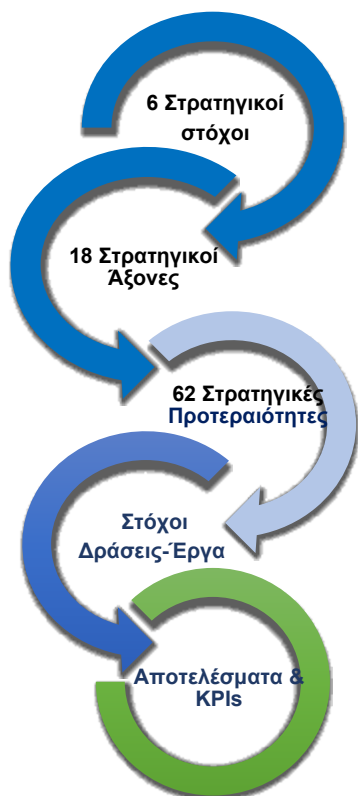 6 Στρατηγικοί
στόχοι
18 Στρατηγικοί
Άξονες
62 Στρατηγικές
Προτεραιότητες
Στόχοι
Δράσεις-Έργα
Αποτελέσματα &
KPIs